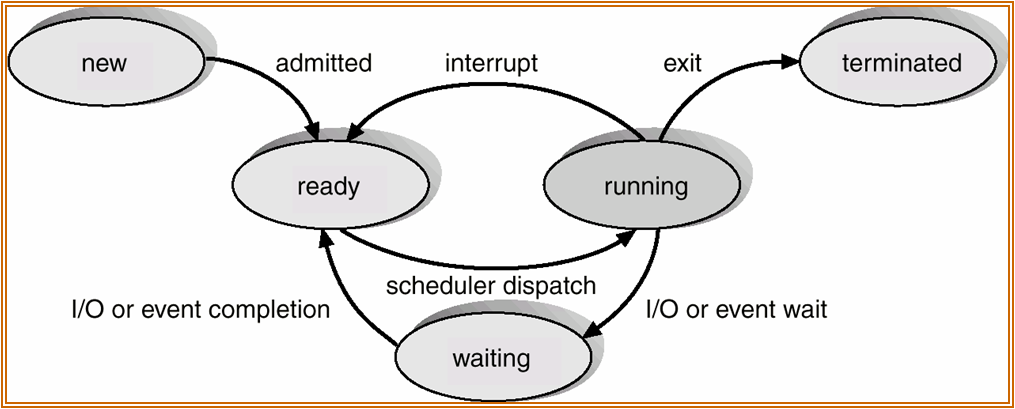 new
admitted
interrupt
exit
terminated
ready
running
scheduler dispatch
I/O or event completion
I/O or event wait
waiting